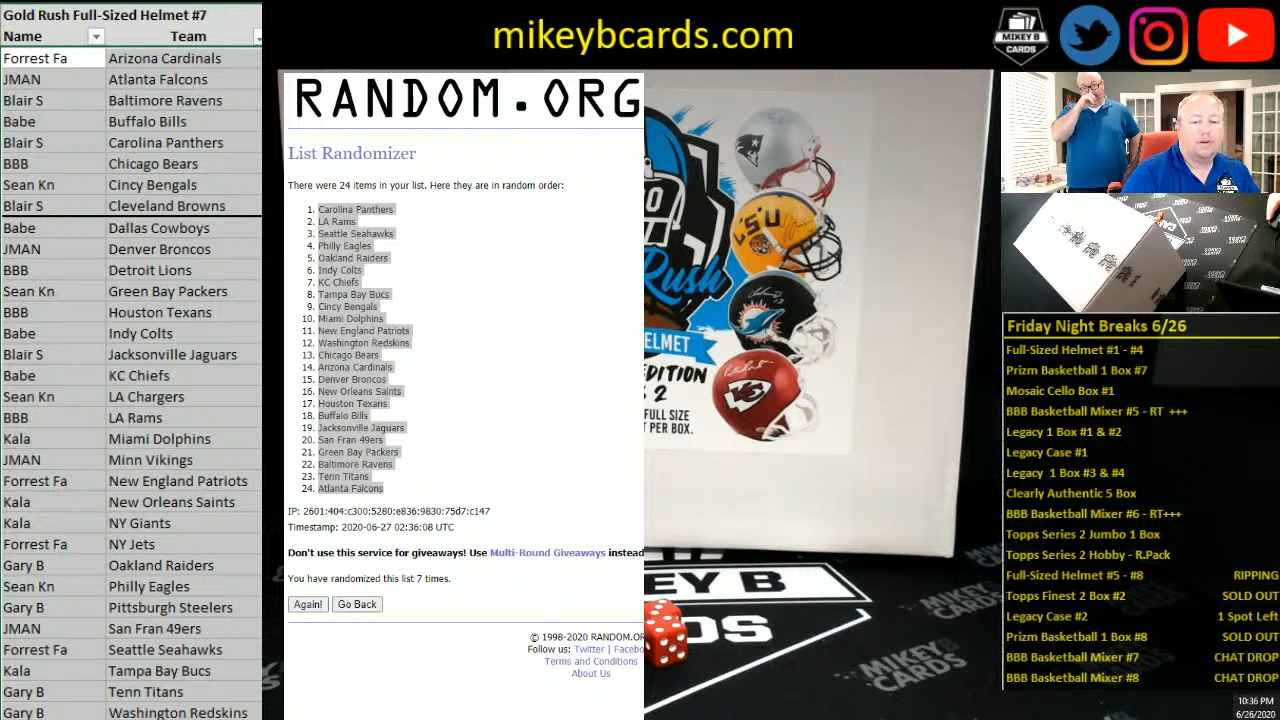 Gold Rush Full-Sized Helmet #7
Name Team
Forrest Fa Arizona Cardinals
JMAN Atlanta Falcons
Blair S Baltimore Ravens
Babe Buffalo Bills
Blair S Carolina Panthers
BBB Chicago Bears
Sean Kn Cincy Bengals
Blair S Cleveland Browns
Babe Dallas Cowboys
JMAN Denver Broncos
BBB Detroit Lions
Sean Kn Green Bay Packers
BBB Houston Texans
Babe Indy Colts
Blair S Jacksonville Jaguars
Babe KC Chiefs
Sean Kn LA Chargers
BBB LA Rams
Kala Miami Dolphins
JMAN Minn Vikings
Forrest Fa New England Patriots
Kala New Orleans Saints
Kala NY Giants
Forrest Fa NY Jets
Gary B Oakland Raiders
Sean Kn Philly Eagles
Gary B Pittsburgh Steelers
JMAN San Fran 49ers
Forrest Fa Seattle Seahawks
Kala Tampa Bay Bucs
Gary B Tenn Titans
Gary B Washington Redskins
mikeybcards.com
RANDOM.ORG
List Randomizer
There were 24 items in your list. Here they are in random order:
1. Carolina Panthers
2. LA Rams
3. Seattle Seahawks
4. Philly Eagles
5. Oakland Raiders
6. Indy Colts
7. KC Chiefs
8. Tampa Bay Bucs
9. Cincy Bengals
10. Miami Dolphins
11. New England Patriots
12. Washington Redskins
13. Chicago Bears
14. Arizona Cardinals
15. Denver Broncos
16. New Orleans Saints
17. Houston Texans
18. Buffalo Bills
19. Jacksonville Jaguars
20. San Fran 49ers
21. Green Bay Packers
22. Baltimore Ravens
23. Tenn Titans
24. Atlanta Falcons
IP: 2601:404:c300:5280:e836:9830:75d7:c147
Timestamp: 2020-06-27 02:36:08 UTC
Don't use this service for giveaways! Use Multi-Round Giveaways instead
You have randomized this list 7 times.
Again! Go Back
© 1998-2020 RANDOM.OR
Follow us: Twitter | Facebo
Terms and Conditions
About Us
Rush
ELMET
EDITION
2
FULL SIZE
T PER BOX.
LSU
EY B
DS
MIKEY B
CARDS
MIKEY B
CARDS
Friday Night Breaks 6/26
Full-Sized Helmet #1 - #4
Prizm Basketball 1 Box #7
Mosaic Cello Box #1
BBB Basketball Mixer #5 - RT +++
Legacy 1 Box #1 & #2
Legacy Case #1
Legacy 1 Box #3 & #4
Clearly Authentic 5 Box
BBB Basketball Mixer #6 - RT+++
Topps Series 2 Jumbo 1 Box
Topps Series 2 Hobby - R.Pack
Full-Sized Helmet #5 - #8 RIPPING
Topps Finest 2 Box #2 SOLD OUT
Legacy Case #2 1 Spot Left
Prizm Basketball 1 Box #8 SOLD OUT
BBB Basketball Mixer #7 CHAT DROP
BBB Basketball Mixer #8 CHAT DROP
10:36 PM
6/26/2020